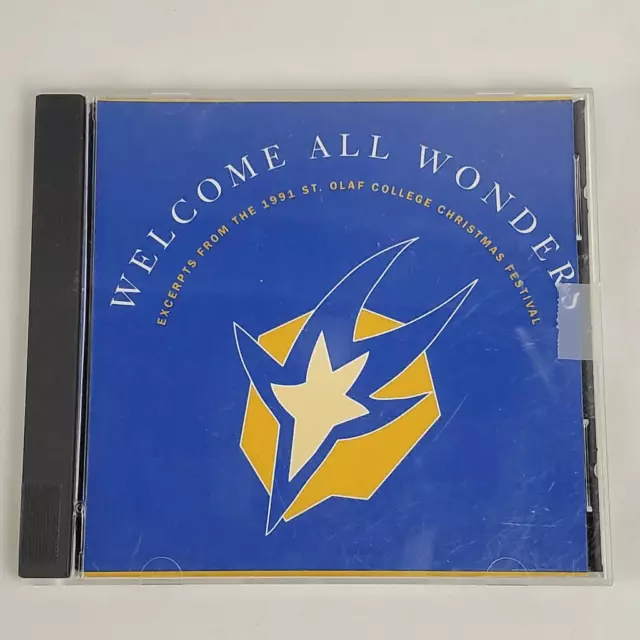 WELCOME ALL WONDERS
EXCERPTS FROM THE 1991 ST. OLAF COLLEGE CHRISTMAS FESTIVAL